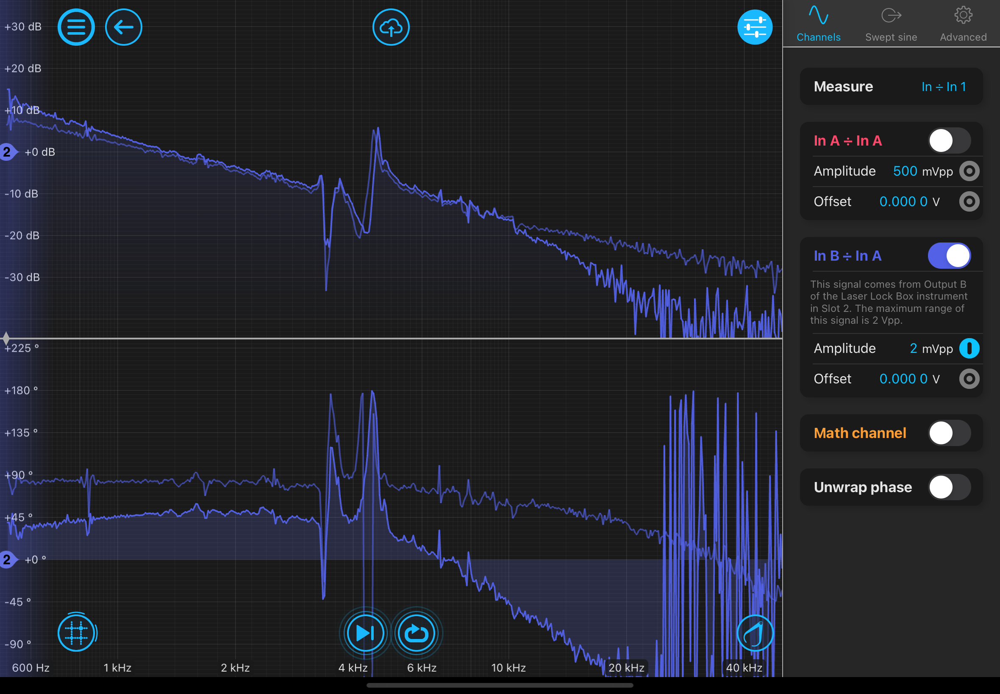 +30 dB
+20 dB
+10 dB
2
+0 dB
-10 dB
-20 dB
-30 dB
+225 °
+180 °
+135 °
+90 °
+45 °
2
+0 °
-45 °
-90 °
600 Hz
1 kHz
2 kHz
4 kHz
6 kHz
10 kHz
20 kHz
40 kHz
Channels
Swept sine
Advanced
Measure
In ÷ In 1
In A ÷ In A
Amplitude
500 mVpp
Offset
0.000 0 V
In B ÷ In A
This signal comes from Output B
of the Laser Lock Box instrument
in Slot 2. The maximum range of
this signal is 2 Vpp.
Amplitude
2 mVpp
Offset
0.000 0 V
Math channel
Unwrap phase